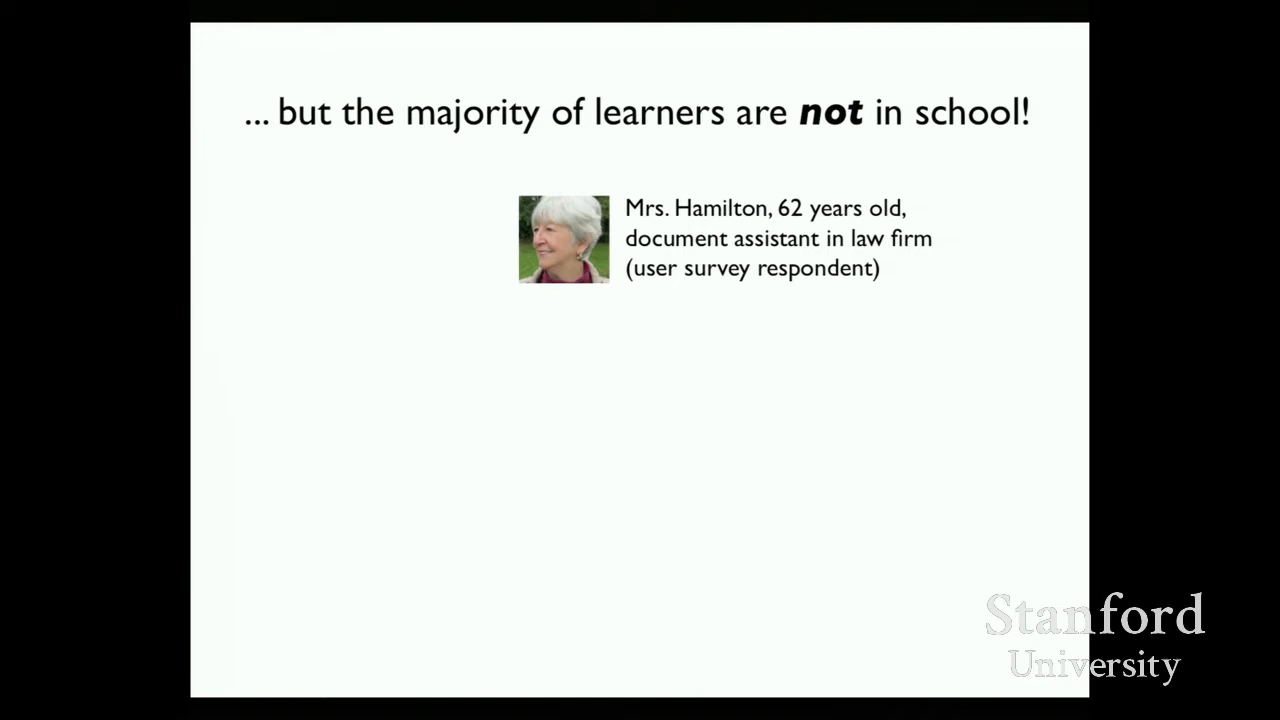 ... but the majority of learners are not in school!
Mrs. Hamilton, 62 years old,
document assistant in law firm
(user survey respondent)
Stanford
University